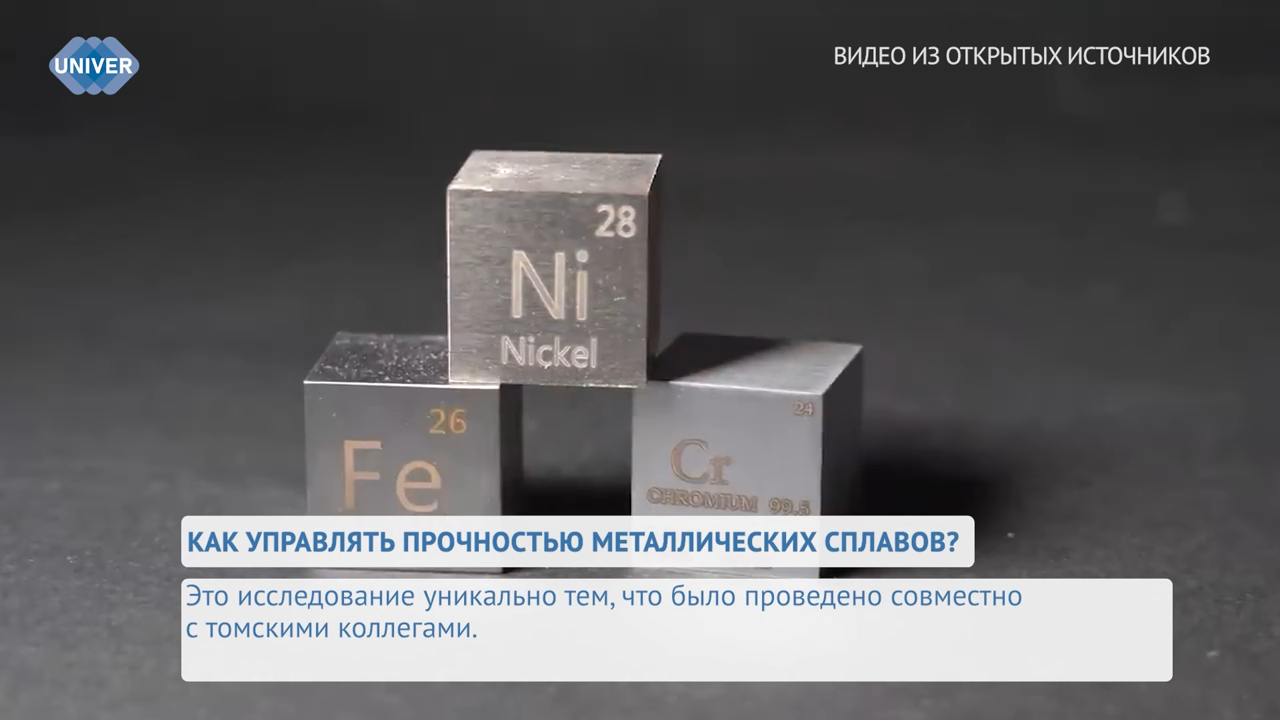 UNIVER
ВИДЕО ИЗ ОТКРЫТЫХ ИСТОЧНИКОВ
28
Ni
Nickel
26
Fe
24
Cr
CHROMIUM 99.5
КАК УПРАВЛЯТЬ ПРОЧНОСТЬЮ МЕТАЛЛИЧЕСКИХ СПЛАВОВ?
Это исследование уникально тем, что было проведено совместно
с томскими коллегами.